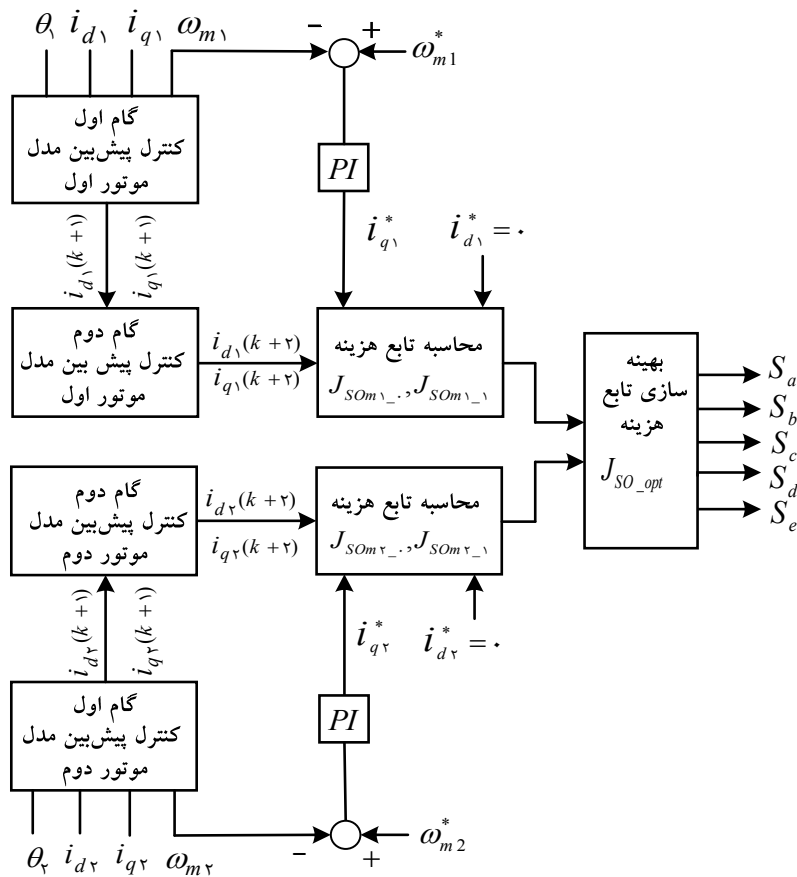 θ۱ i_d۱ i_q۱ ω_m۱
− +
ω*_m1
گام اول
کنترل پیش‌بین مدل
موتور اول
PI
i_d۱(k+۱)
i_q۱(k+۱)
i*_q۱
i*_d۱ = ۰
گام دوم
کنترل پیش بین مدل
موتور اول
i_d۱(k+۲)
i_q۱(k+۲)
محاسبه تابع هزینه
J_SOm۱_۰, J_SOm۱_۱
بهینه
سازی تابع
هزینه
J_SO_opt
S_a
S_b
S_c
S_d
S_e
گام دوم
کنترل پیش‌بین مدل
موتور دوم
i_d۲(k+۲)
i_q۲(k+۲)
محاسبه تابع هزینه
J_SOm۲_۰, J_SOm۲_۱
i_d۲(k+۱)
i_q۲(k+۱)
i*_q۲
i*_d۲ = ۰
گام اول
کنترل پیش‌بین مدل
موتور دوم
PI
− +
ω*_m2
θ۲ i_d۲ i_q۲ ω_m۲